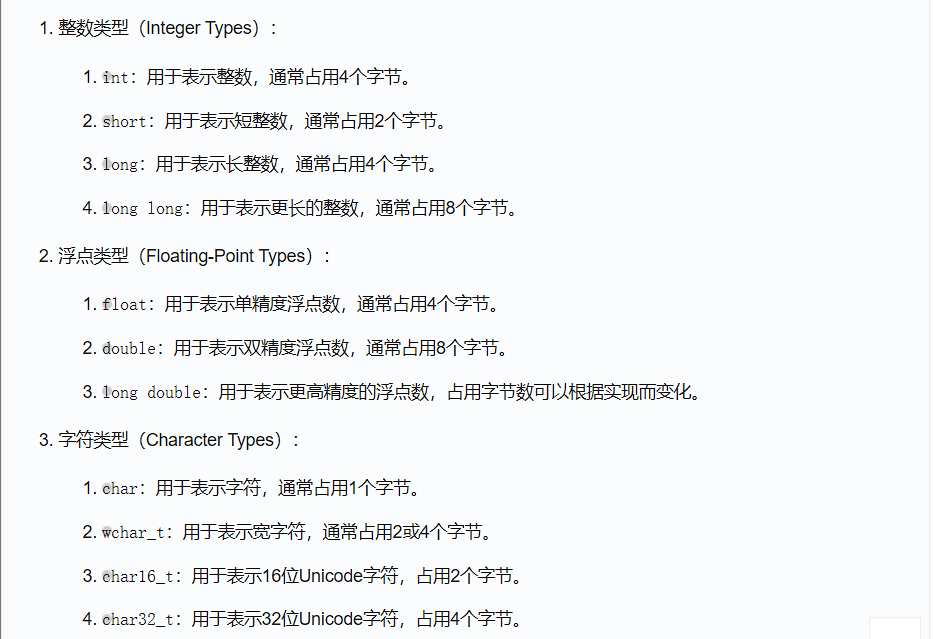 1. 整数类型（Integer Types）:
1. int: 用于表示整数，通常占用4个字节。
2. short: 用于表示短整数，通常占用2个字节。
3. long: 用于表示长整数，通常占用4个字节。
4. long long: 用于表示更长的整数，通常占用8个字节。
2. 浮点类型（Floating-Point Types）:
1. float: 用于表示单精度浮点数，通常占用4个字节。
2. double: 用于表示双精度浮点数，通常占用8个字节。
3. long double: 用于表示更高精度的浮点数，占用字节数可以根据实现而变化。
3. 字符类型（Character Types）:
1. char: 用于表示字符，通常占用1个字节。
2. wchar_t: 用于表示宽字符，通常占用2或4个字节。
3. char16_t: 用于表示16位Unicode字符，占用2个字节。
4. char32_t: 用于表示32位Unicode字符，占用4个字节。